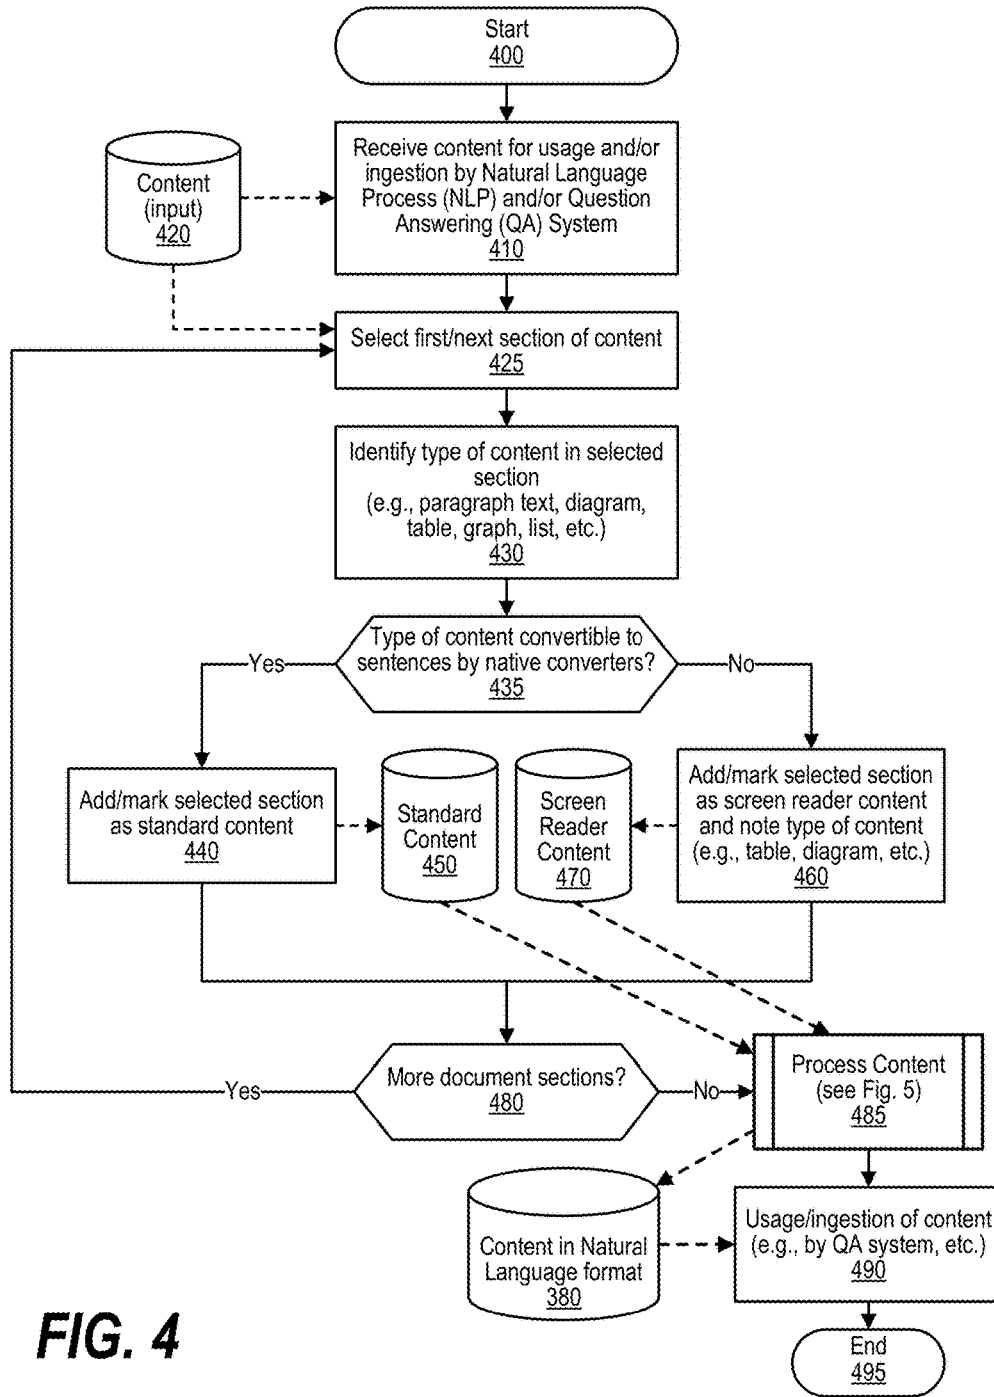 Start
400
Receive content for usage and/or
ingestion by Natural Language
Process (NLP) and/or Question
Answering (QA) System
410
Content
(input)
420
Select first/next section of content
425
Identify type of content in selected
section
(e.g., paragraph text, diagram,
table, graph, list, etc.)
430
Type of content convertible to
sentences by native converters?
435
Yes
No
Add/mark selected section
as standard content
440
Standard
Content
450
Screen
Reader
Content
470
Add/mark selected section
as screen reader content
and note type of content
(e.g., table, diagram, etc.)
460
More document sections?
480
Yes
No
Process Content
(see Fig. 5)
485
Content in Natural
Language format
380
Usage/ingestion of content
(e.g., by QA system, etc.)
490
End
495
FIG. 4